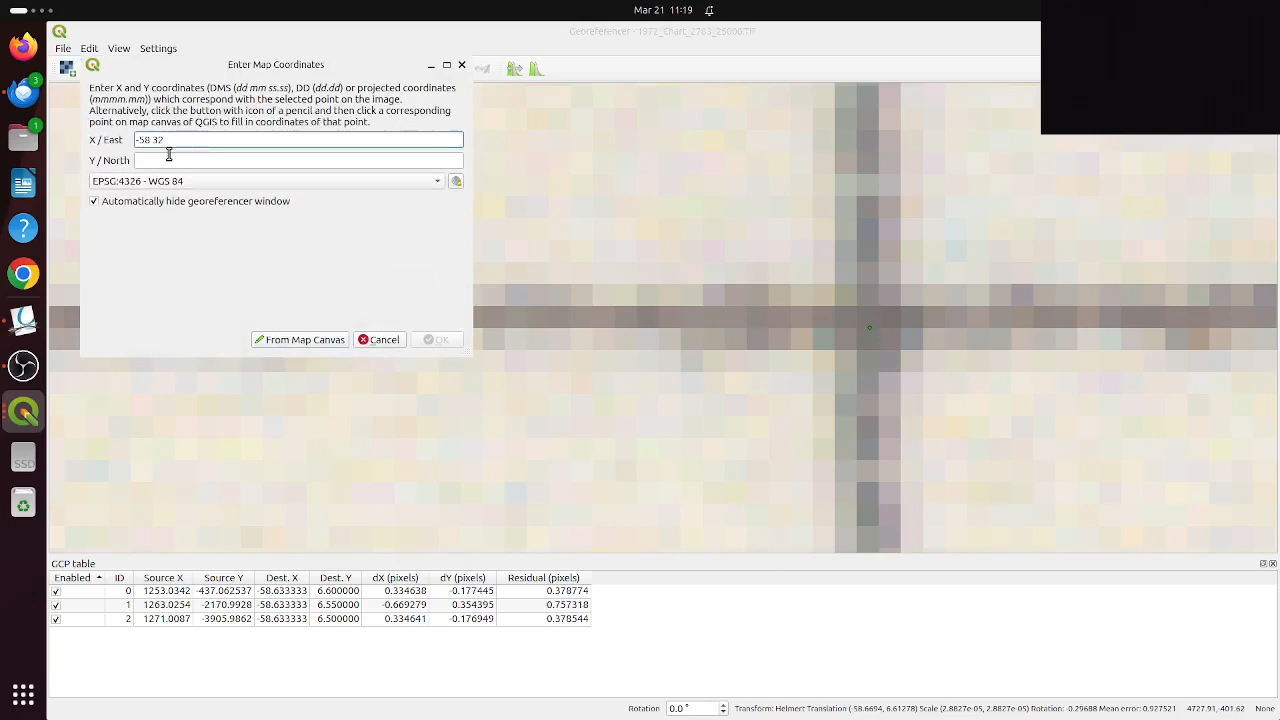 Mar 21 11:19
Georeferencer - '1972_Chart_2783_25000.TIF'
File Edit View Settings
Enter Map Coordinates
Enter X and Y coordinates (DMS (dd mm ss.ss), DD (dd.dd) or projected coordinates
(mmmm.mm)) which correspond with the selected point on the image.
Alternatively, click the button with icon of a pencil and then click a corresponding
point on map canvas of QGIS to fill in coordinates of that point.
X / East -58 32
Y / North
EPSG:4326 - WGS 84
Automatically hide georeferencer window
From Map Canvas Cancel OK
3
1
SSD
GCP table
Enabled ID Source X Source Y Dest. X Dest. Y dX (pixels) dY (pixels) Residual (pixels)
0 1253.0342 -437.062537 -58.633333 6.600000 0.334638 -0.177445 0.378774
1 1263.0254 -2170.9928 -58.633333 6.550000 -0.669279 0.354395 0.757318
2 1271.0087 -3905.9862 -58.633333 6.500000 0.334641 -0.176949 0.378544
Rotation 0.0 ° Transform: Helmert Translation (-58.6694, 6.61278) Scale (2.8827e-05, 2.8827e-05) Rotation: -0.29688 Mean error: 0.927521 4727.91, -401.62 None